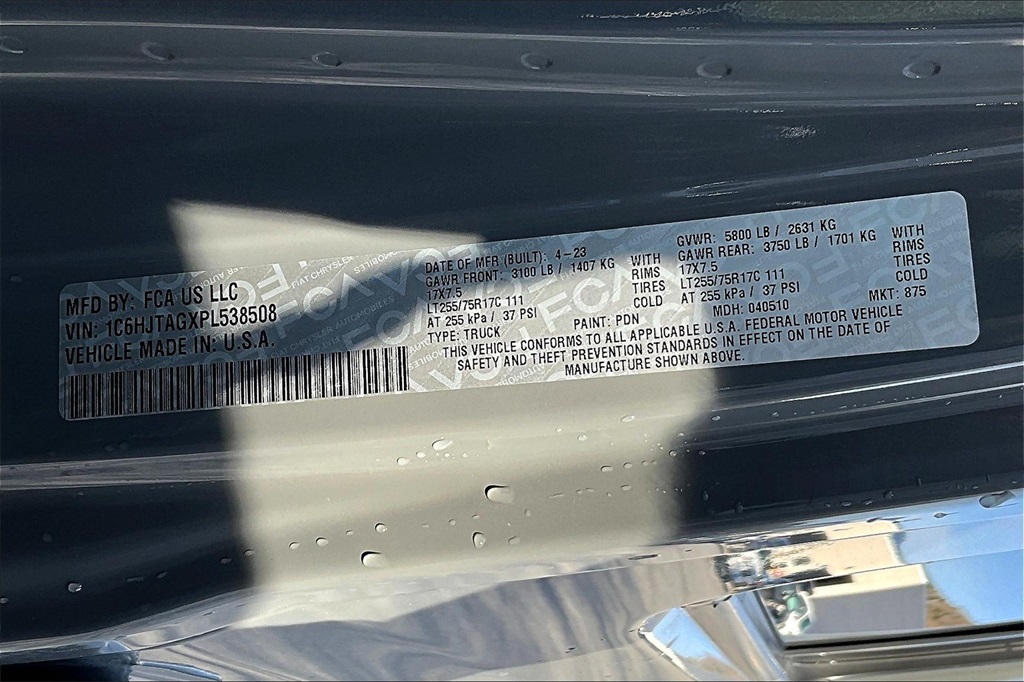 MFD BY: FCA US LLC
VIN: 1C6HJTAGXPL538508
VEHICLE MADE IN: U.S.A.
DATE OF MFR (BUILT): 4-23
GAWR FRONT: 3100 LB / 1407 KG WITH
17X7.5 RIMS
LT255/75R17C 111 TIRES
AT 255 kPa / 37 PSI COLD
TYPE: TRUCK PAINT: PDN
GVWR: 5800 LB / 2631 KG
GAWR REAR: 3750 LB / 1701 KG WITH
17X7.5 RIMS
LT255/75R17C 111 TIRES
AT 255 kPa / 37 PSI COLD
MDH: 040510 MKT: 875
THIS VEHICLE CONFORMS TO ALL APPLICABLE U.S.A. FEDERAL MOTOR VEHICLE
SAFETY AND THEFT PREVENTION STANDARDS IN EFFECT ON THE DATE OF
MANUFACTURE SHOWN ABOVE.